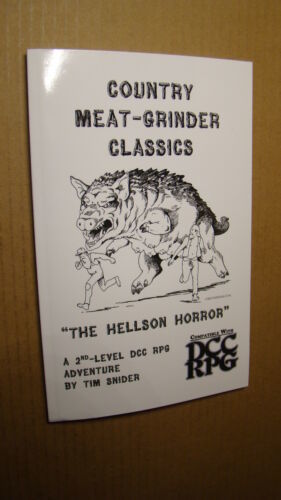 COUNTRY
MEAT-GRINDER
CLASSICS
"THE HELLSON HORROR"
A 2ND-LEVEL DCC RPG
ADVENTURE
BY TIM SNIDER
COMPATIBLE WITH
DCC
RPG